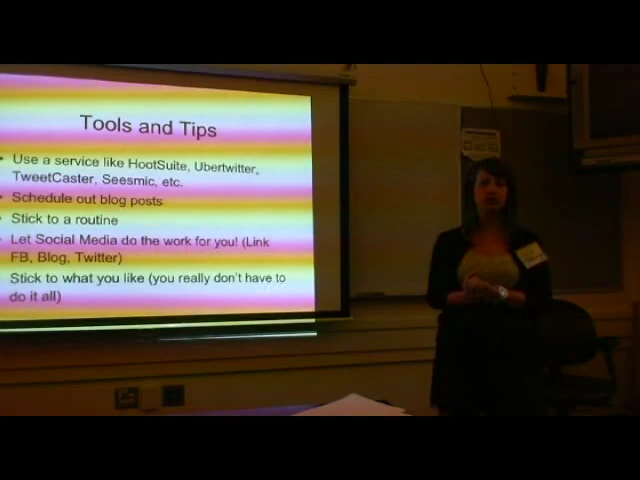 Tools and Tips
• Use a service like HootSuite, Ubertwitter,
TweetCaster, Seesmic, etc.
• Schedule out blog posts
• Stick to a routine
• Let Social Media do the work for you! (Link
FB, Blog, Twitter)
Stick to what you like (you really don't have to
do it all)